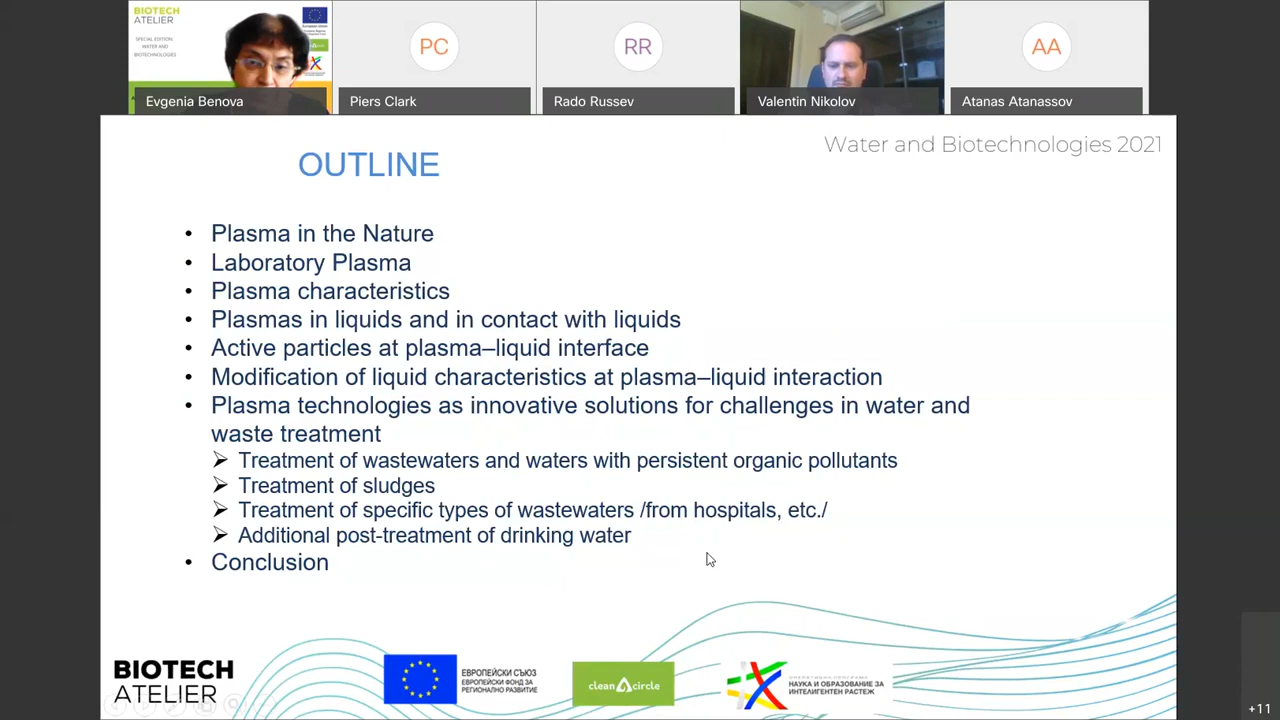 BIOTECH
ATELIER
SPECIAL EDITION:
WATER AND
BIOTECHNOLOGIES
PC
RR
AA
Evgenia Benova
Piers Clark
Rado Russev
Valentin Nikolov
Atanas Atanassov
Water and Biotechnologies 2021
OUTLINE
• Plasma in the Nature
• Laboratory Plasma
• Plasma characteristics
• Plasmas in liquids and in contact with liquids
• Active particles at plasma–liquid interface
• Modification of liquid characteristics at plasma–liquid interaction
• Plasma technologies as innovative solutions for challenges in water and
waste treatment
➢ Treatment of wastewaters and waters with persistent organic pollutants
➢ Treatment of sludges
➢ Treatment of specific types of wastewaters /from hospitals, etc./
➢ Additional post-treatment of drinking water
• Conclusion
BIOTECH
ATELIER
ЕВРОПЕЙСКИ СЪЮЗ
ЕВРОПЕЙСКИ ФОНД ЗА
РЕГИОНАЛНО РАЗВИТИЕ
clean circle
НАУКА И ОБРАЗОВАНИЕ ЗА
ИНТЕЛИГЕНТЕН РАСТЕЖ
+11